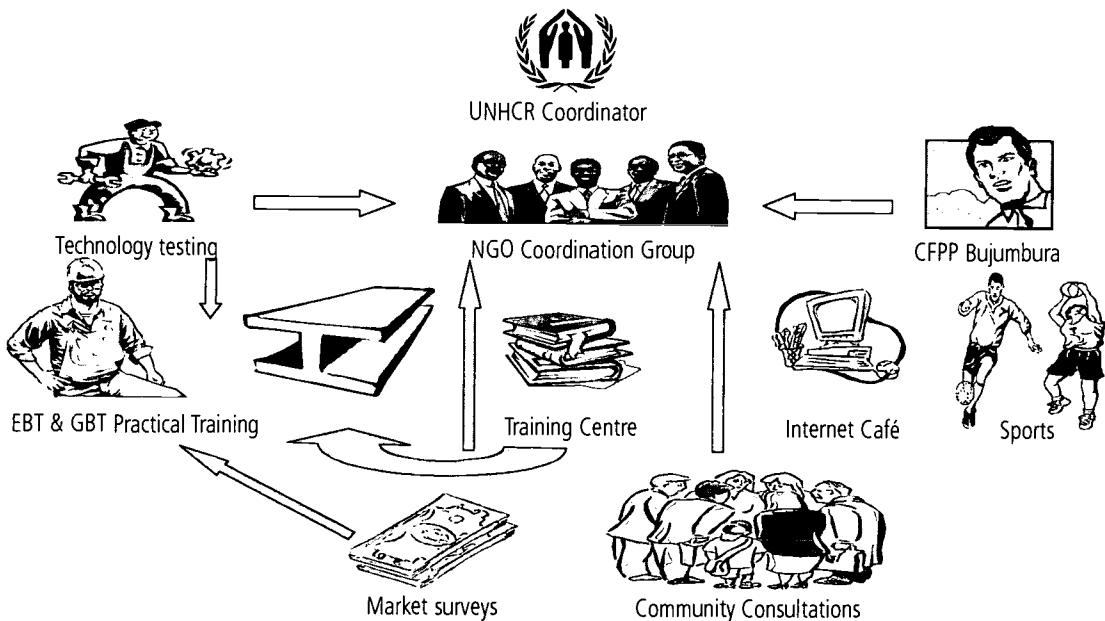 UNHCR Coordinator
Technology testing
NGO Coordination Group
CFPP Bujumbura
EBT & GBT Practical Training
Training Centre
Internet Café
Sports
Market surveys
Community Consultations